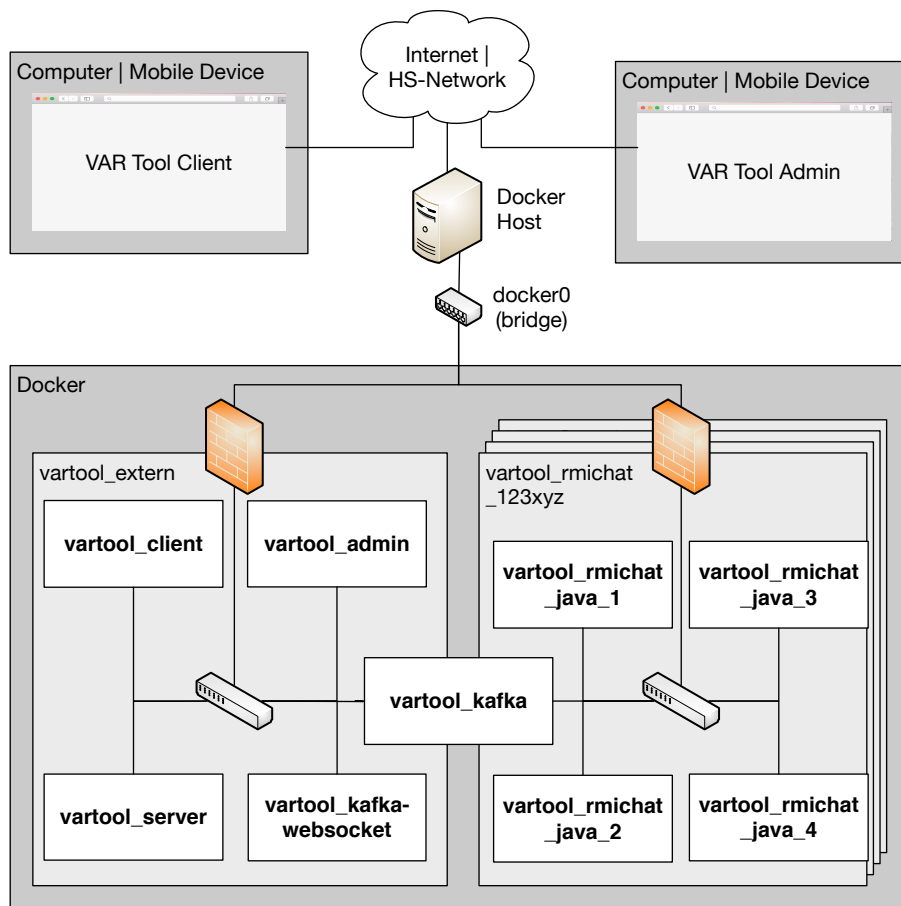 Internet |
HS-Network
Computer | Mobile Device
VAR Tool Client
Computer | Mobile Device
VAR Tool Admin
Docker
Host
docker0
(bridge)
Docker
vartool_extern
vartool_client
vartool_admin
vartool_server
vartool_kafka-
websocket
vartool_kafka
vartool_rmichat
_123xyz
vartool_rmichat
_java_1
vartool_rmichat
_java_3
vartool_rmichat
_java_2
vartool_rmichat
_java_4